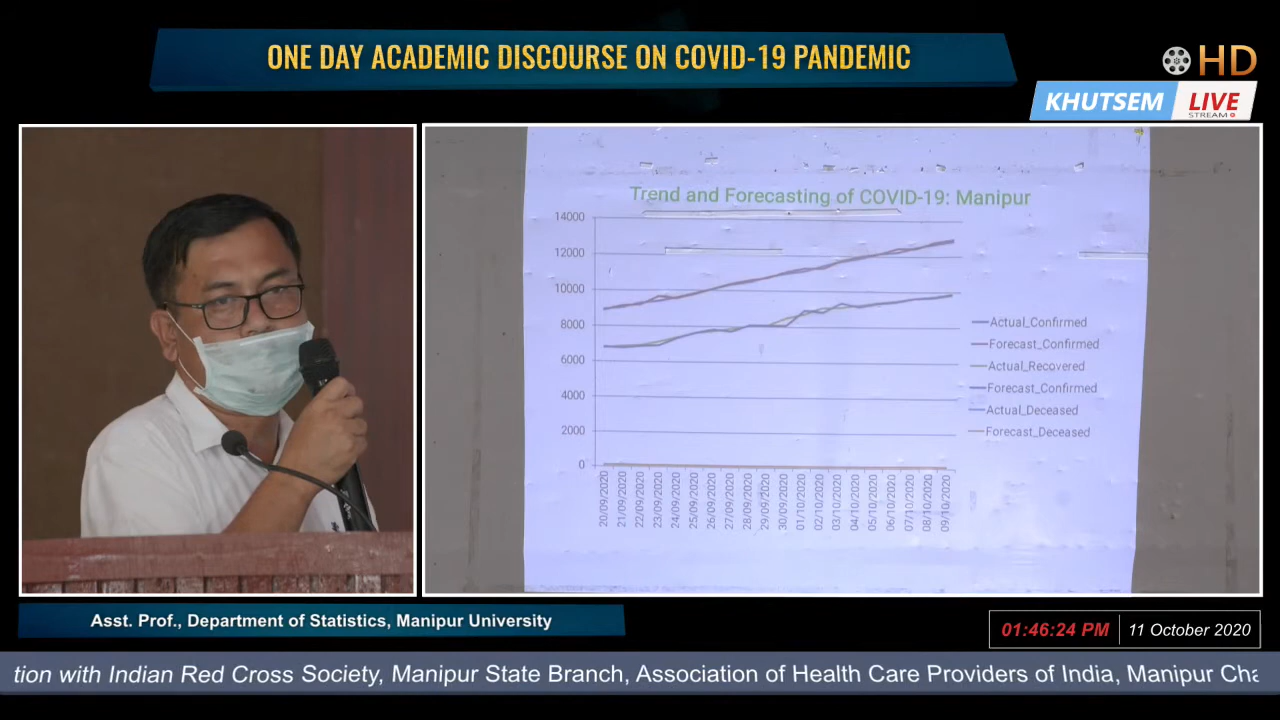 ONE DAY ACADEMIC DISCOURSE ON COVID-19 PANDEMIC
HD
KHUTSEM LIVE
STREAM
Trend and Forecasting of COVID-19: Manipur
14000
12000
10000
8000
6000
4000
2000
0
20/09/2020
21/09/2020
22/09/2020
23/09/2020
24/09/2020
25/09/2020
26/09/2020
27/09/2020
28/09/2020
29/09/2020
30/09/2020
01/10/2020
02/10/2020
03/10/2020
04/10/2020
05/10/2020
06/10/2020
07/10/2020
08/10/2020
09/10/2020
Actual_Confirmed
Forecast_Confirmed
Actual_Recovered
Forecast_Confirmed
Actual_Deceased
Forecast_Deceased
Asst. Prof., Department of Statistics, Manipur University
01:46:24 PM 11 October 2020
tion with Indian Red Cross Society, Manipur State Branch, Association of Health Care Providers of India, Manipur Cha